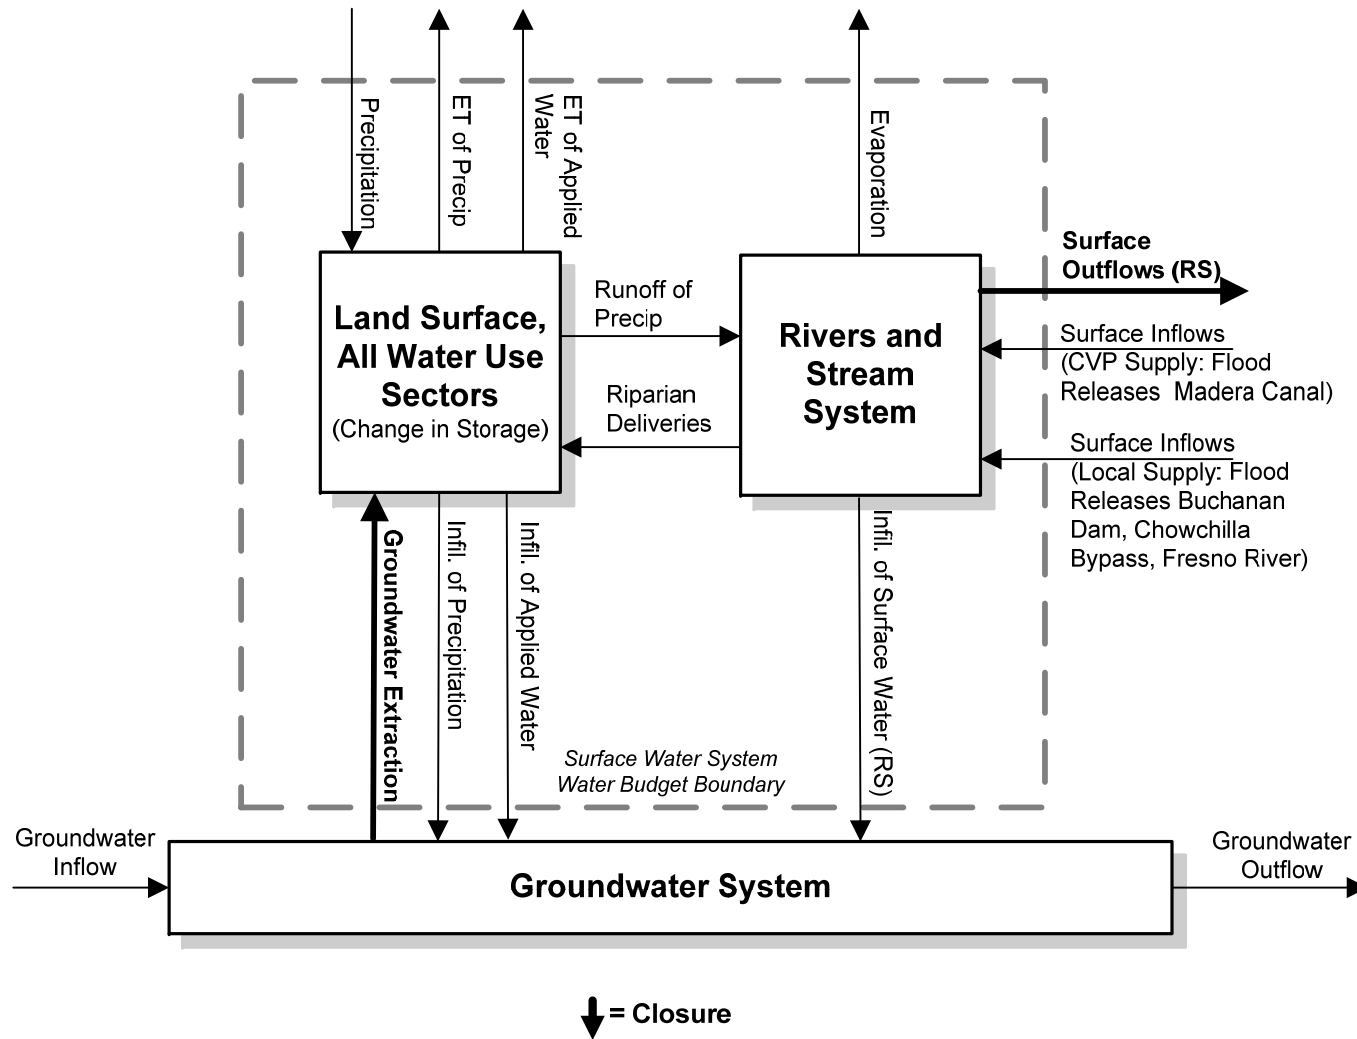 Precipitation
ET of Precip
ET of Applied
Water
Evaporation
Surface
Outflows (RS)
Land Surface,
All Water Use
Sectors
(Change in Storage)
Runoff of
Precip
Riparian
Deliveries
Rivers and
Stream
System
Surface Inflows
(CVP Supply: Flood
Releases  Madera Canal)
Surface Inflows
(Local Supply: Flood
Releases Buchanan
Dam, Chowchilla
Bypass, Fresno River)
Groundwater Extraction
Infil. of Precipitation
Infil. of Applied Water
Infil. of Surface Water (RS)
Surface Water System
Water Budget Boundary
Groundwater
Inflow
Groundwater System
Groundwater
Outflow
= Closure